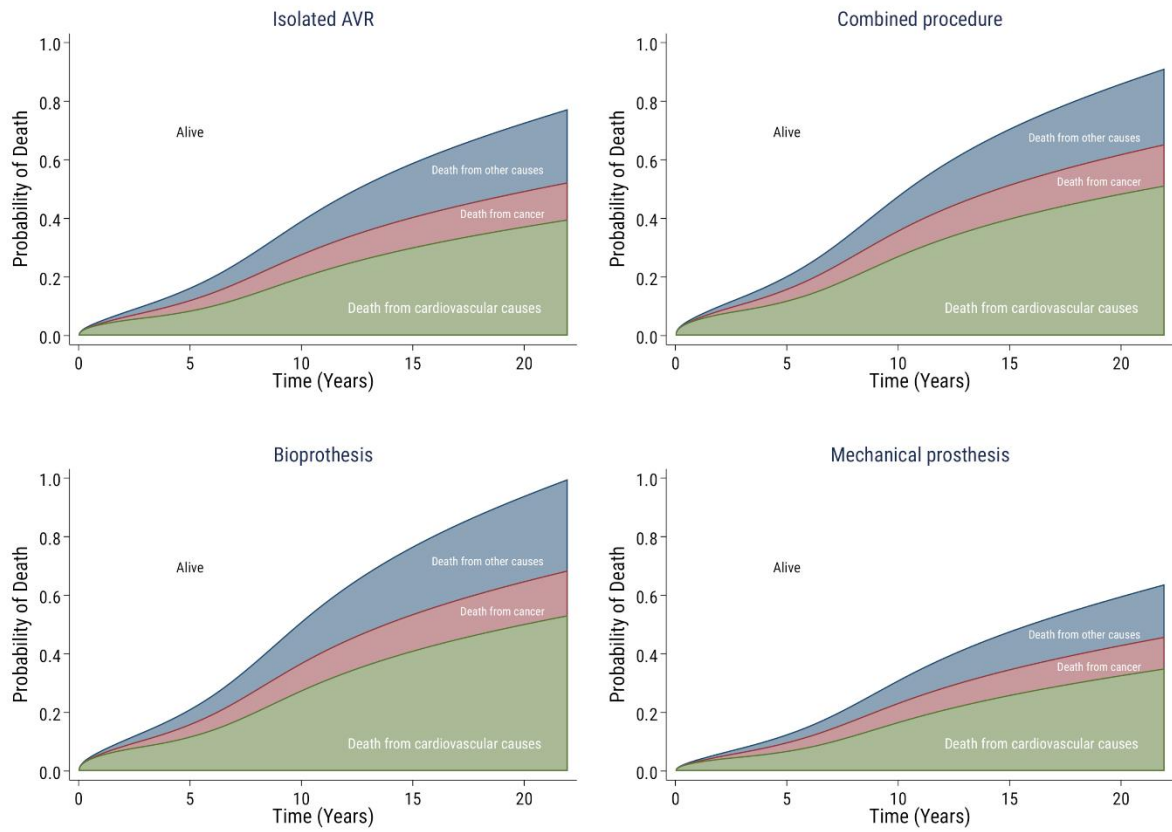 Isolated AVR
Probability of Death
1.0
0.8
0.6
0.4
0.2
0.0
Alive
Death from other causes
Death from cancer
Death from cardiovascular causes
0 5 10 15 20
Time (Years)
Combined procedure
Probability of Death
1.0
0.8
0.6
0.4
0.2
0.0
Alive
Death from other causes
Death from cancer
Death from cardiovascular causes
0 5 10 15 20
Time (Years)
Bioprothesis
Probability of Death
1.0
0.8
0.6
0.4
0.2
0.0
Alive
Death from other causes
Death from cancer
Death from cardiovascular causes
0 5 10 15 20
Time (Years)
Mechanical prosthesis
Probability of Death
1.0
0.8
0.6
0.4
0.2
0.0
Alive
Death from other causes
Death from cancer
Death from cardiovascular causes
0 5 10 15 20
Time (Years)